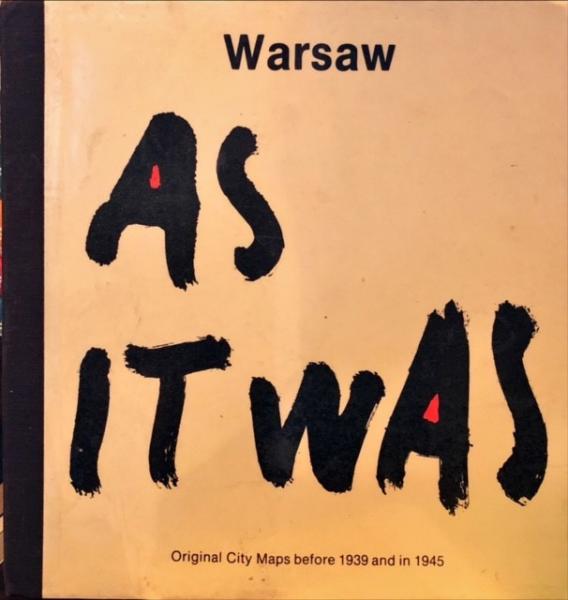 Warsaw
AS
IT WAS
Original City Maps before 1939 and in 1945